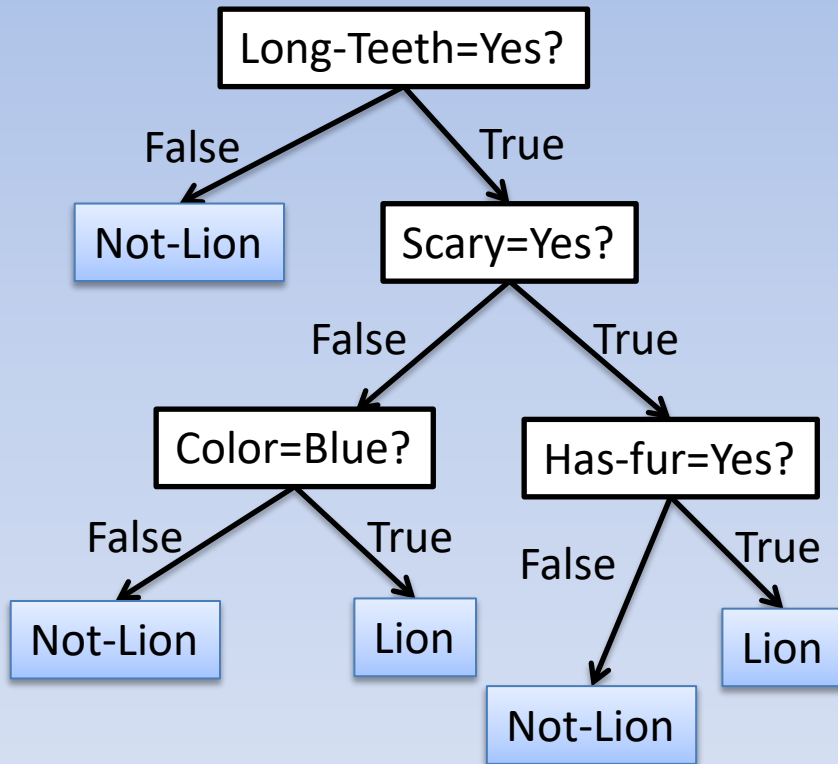 Long-Teeth=Yes?
False
True
Not-Lion
Scary=Yes?
False
True
Color=Blue?
Has-fur=Yes?
False
True
False
True
Not-Lion
Lion
Not-Lion
Lion